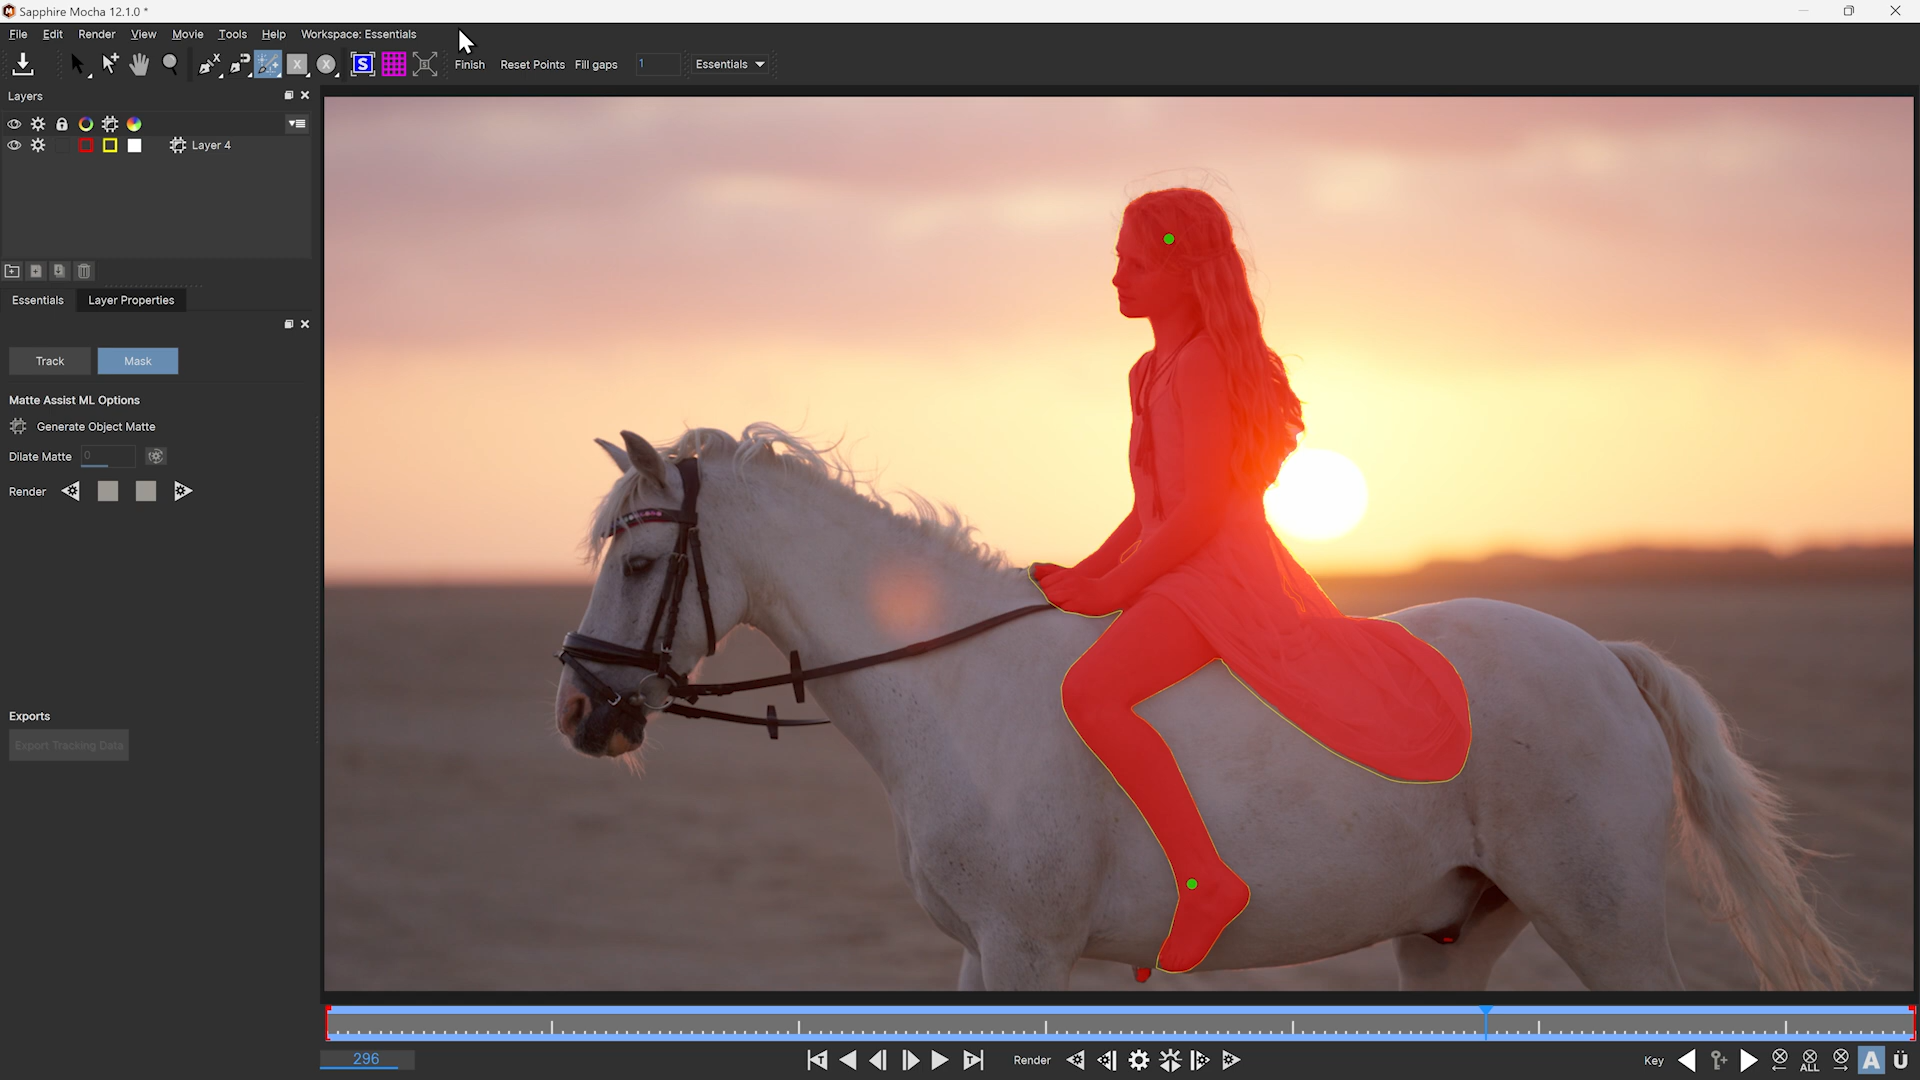 Sapphire Mocha 12.1.0 *
File Edit Render View Movie Tools Help Workspace: Essentials
Finish Reset Points Fill gaps 1 Essentials
Layers
Layer 4
Essentials Layer Properties
Track Mask
Matte Assist ML Options
Generate Object Matte
Dilate Matte 0
Render
Exports
Export Tracking Data
296 Render Key ALL A Ü